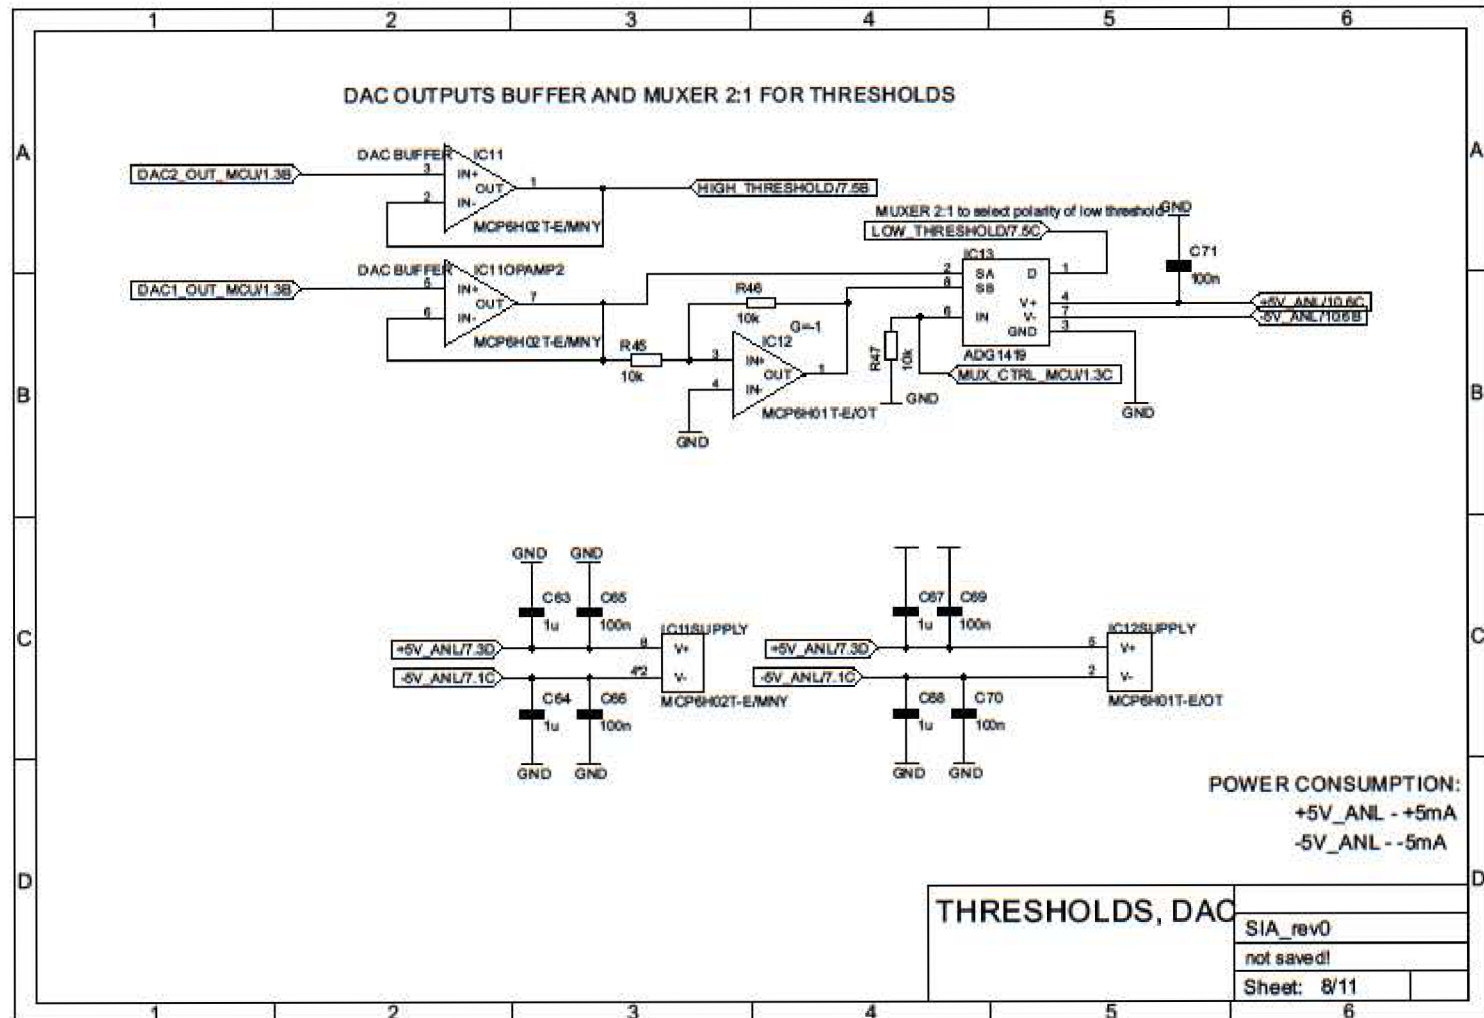 1 2 3 4 5 6
DAC OUTPUTS BUFFER AND MUXER 2:1 FOR THRESHOLDS
A A
DAC BUFFER IC11
DAC2_OUT_MCU/1.3B 3 IN+ OUT 1 HIGH_THRESHOLD/7.5B
2 IN-
MCP6H02T-E/MNY
MUXER 2:1 to select polarity of low threshold GND
LOW_THRESHOLD/7.5C
C71
100n
DAC BUFFER IC11OPAMP2
DAC1_OUT_MCU/1.3B 5 IN+ OUT 7
6 IN-
MCP6H02T-E/MNY
IC13
2 SA D 1
8 SB
V+ 4 +5V_ANL/10.6C
6 IN V- 7 -5V_ANL/10.6B
GND 3
ADG1419
R46
10k
G=-1
R45
10k
IC12
3 IN+ OUT 1
4 IN-
MCP6H01T-E/OT
GND
R47
10k
MUX_CTRL_MCU/1.3C
GND
GND
B B
GND GND
C63 C65 C67 C69
1u 100n 1u 100n
IC11SUPPLY IC12SUPPLY
+5V_ANL/7.3D 8 V+ +5V_ANL/7.3D 5 V+
-5V_ANL/7.1C 4*2 V- -5V_ANL/7.1C 2 V-
C C
C64 C66 MCP6H02T-E/MNY C68 C70 MCP6H01T-E/OT
1u 100n 1u 100n
GND GND GND GND
POWER CONSUMPTION:
+5V_ANL - +5mA
-5V_ANL - -5mA
D D
THRESHOLDS, DAC
SIA_rev0
not saved!
Sheet: 8/11
1 2 3 4 5 6